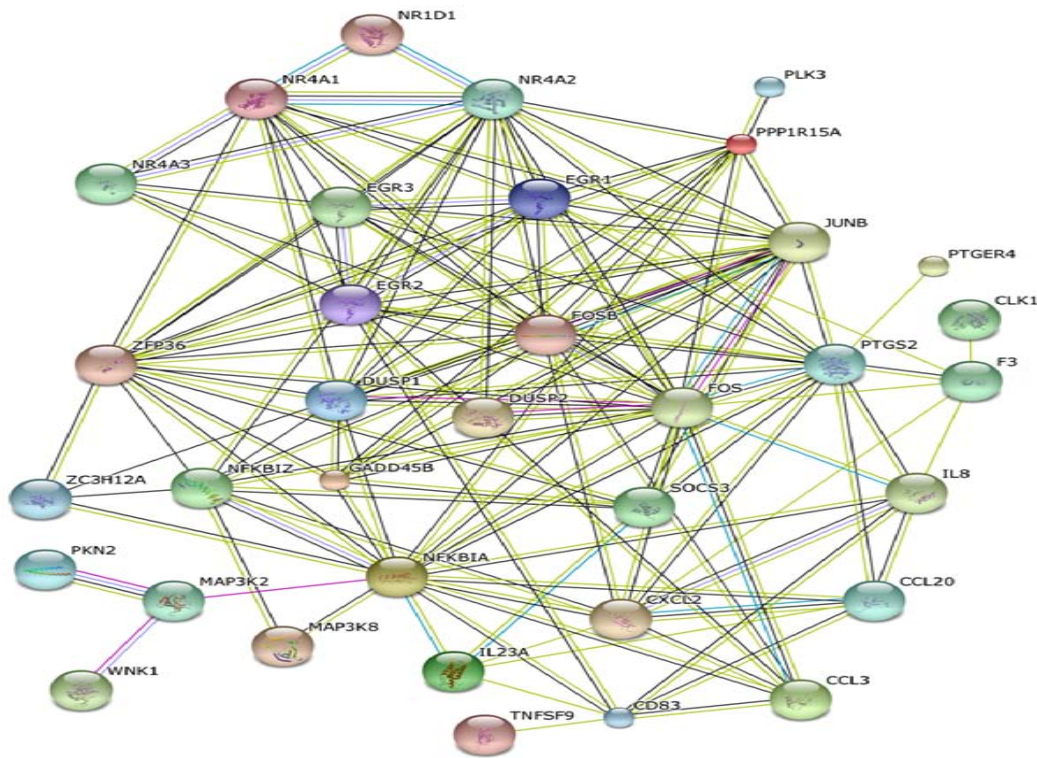 NR1D1
NR4A1
NR4A2
PLK3
PPP1R15A
NR4A3
EGR3
EGR1
JUNB
PTGER4
EGR2
CLK1
FOSB
ZFP36
PTGS2
F3
DUSP1
FOS
DUSP2
NFKBIZ
GADD45B
IL8
ZC3H12A
SOCS3
PKN2
NFKBIA
MAP3K2
CCL20
CXCL2
MAP3K8
IL23A
WNK1
CCL3
CD83
TNFSF9